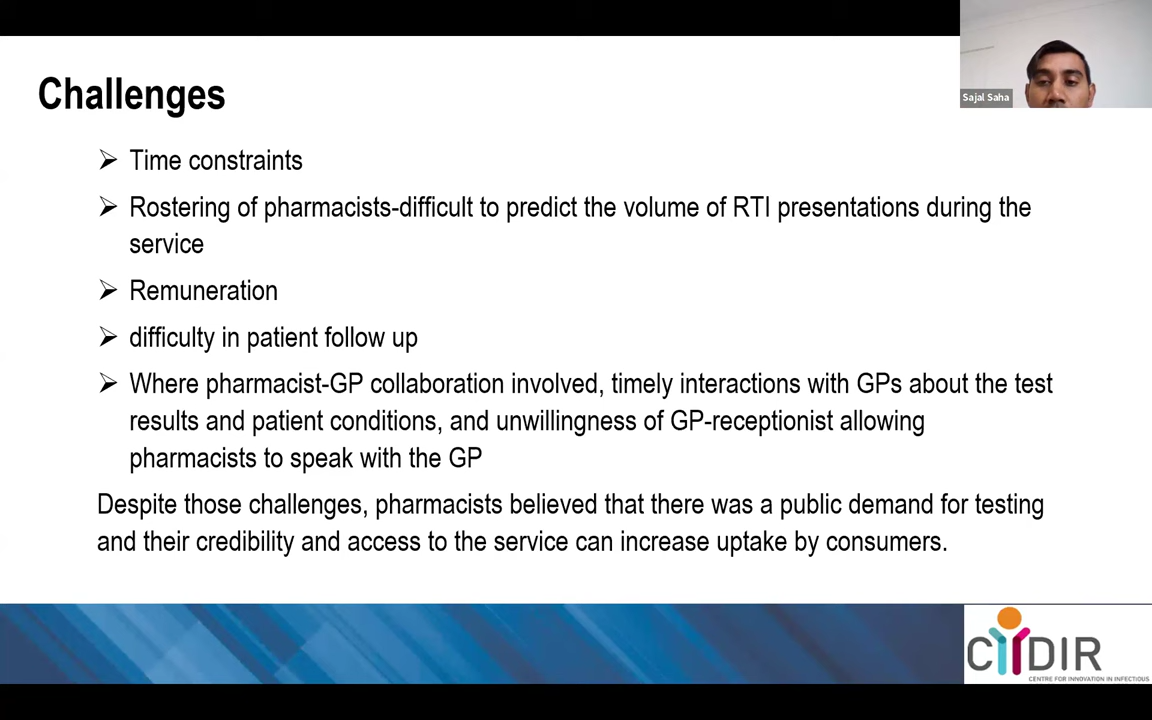 Challenges
Sajal Saha
➢ Time constraints
➢ Rostering of pharmacists-difficult to predict the volume of RTI presentations during the
service
➢ Remuneration
➢ difficulty in patient follow up
➢ Where pharmacist-GP collaboration involved, timely interactions with GPs about the test
results and patient conditions, and unwillingness of GP-receptionist allowing
pharmacists to speak with the GP
Despite those challenges, pharmacists believed that there was a public demand for testing
and their credibility and access to the service can increase uptake by consumers.
CIIDIR
CENTRE FOR INNOVATION IN INFECTIOUS